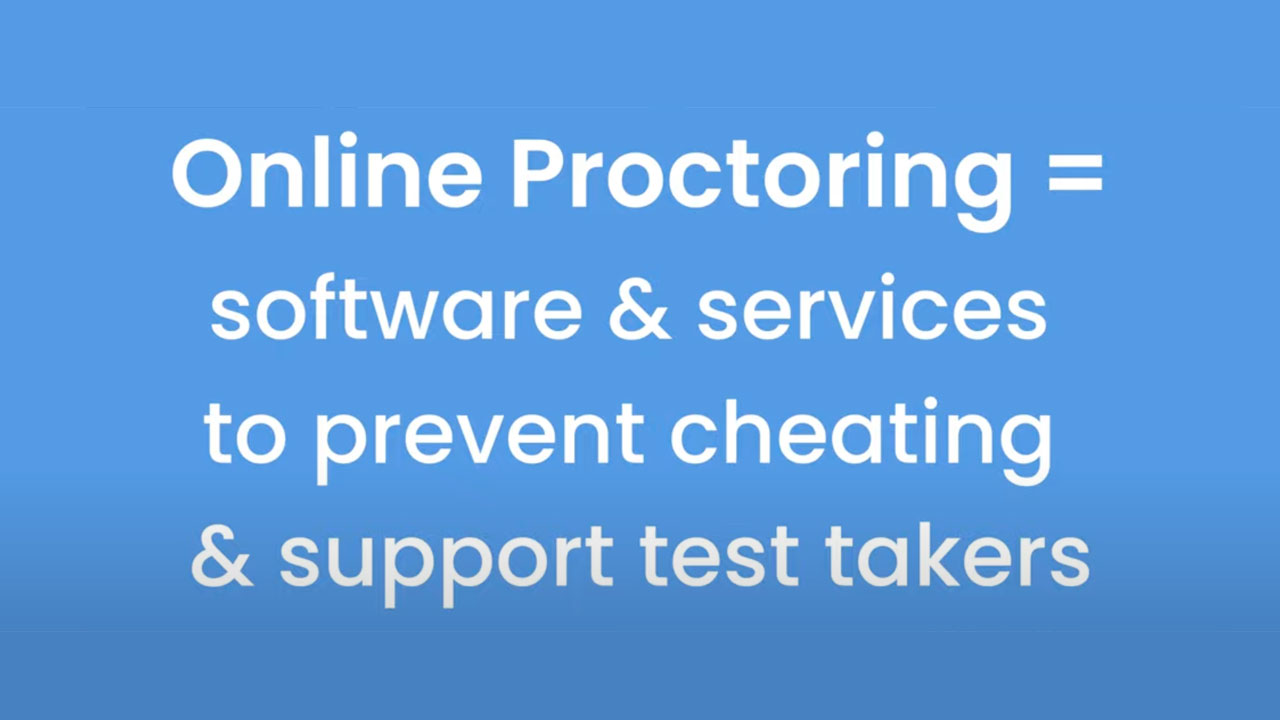 Online Proctoring =
software & services
to prevent cheating
& support test takers